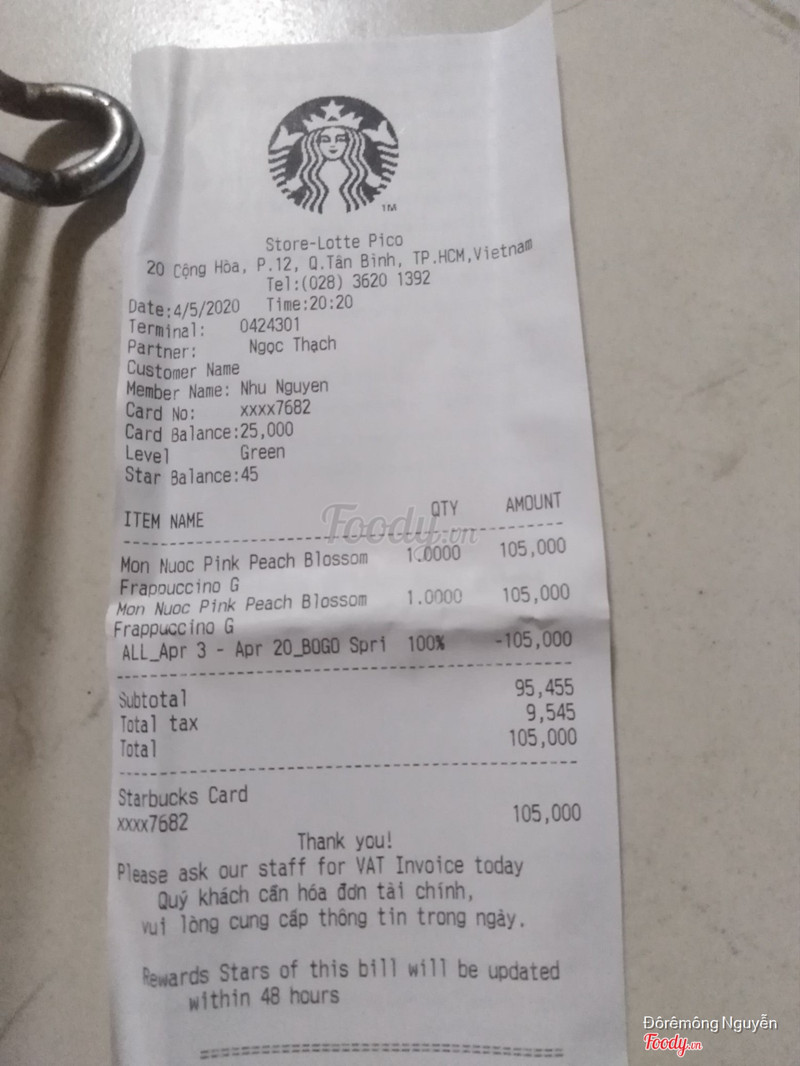 TM
Store-Lotte Pico
20 Cộng Hòa, P.12, Q.Tân Bình, TP.HCM,Vietnam
Tel:(028) 3620 1392
Date:4/5/2020 Time:20:20
Terminal: 0424301
Partner: Ngọc Thạch
Customer Name
Member Name: Nhu Nguyen
Card No: xxxx7682
Card Balance:25,000
Level Green
Star Balance:45
ITEM NAME QTY AMOUNT
Foody.vn
Mon Nuoc Pink Peach Blossom 1.0000 105,000
Frappuccino G
Mon Nuoc Pink Peach Blossom 1.0000 105,000
Frappuccino G
ALL_Apr 3 - Apr 20_BOGO Spri 100% -105,000
Subtotal 95,455
Total tax 9,545
Total 105,000
Starbucks Card
xxxx7682 105,000
Thank you!
Please ask our staff for VAT Invoice today
Quý khách cần hóa đơn tài chính,
vui lòng cung cấp thông tin trong ngày.
Rewards Stars of this bill will be updated
within 48 hours
Đôrêmông Nguyễn
Foody.vn